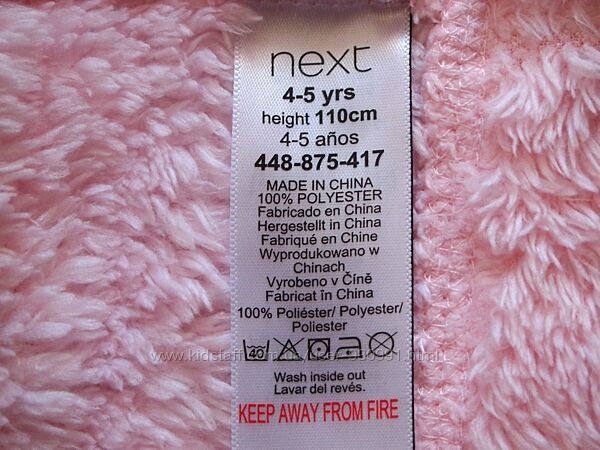 next
4-5 yrs
height 110cm
4-5 años
448-875-417
MADE IN CHINA
100% POLYESTER
Fabricado en China
Hergestellt in China
Fabriqué en Chine
Wyprodukowano w
Chinach
Vyrobeno v Číně
Fabricat în China
100% Poliéster/ Polyester/
Poliester
40
Wash inside out
Lavar del revés.
KEEP AWAY FROM FIRE